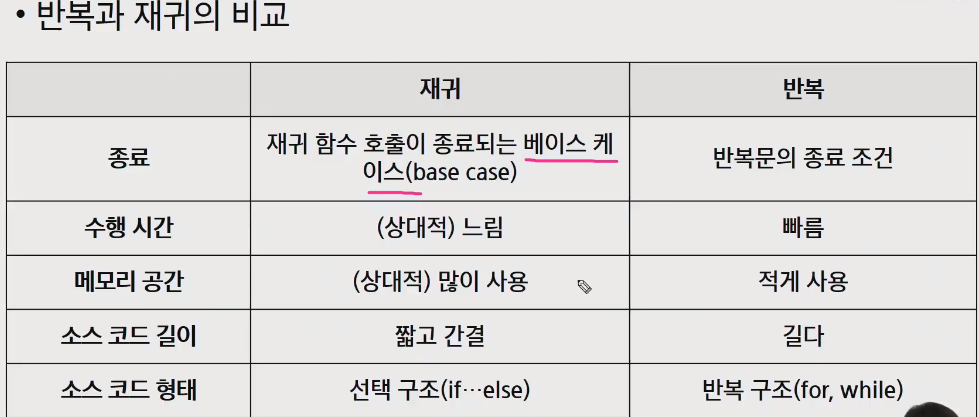 • 반복과 재귀의 비교
재귀
반복
종료
재귀 함수 호출이 종료되는 베이스 케
이스(base case)
반복문의 종료 조건
수행 시간
(상대적) 느림
빠름
메모리 공간
(상대적) 많이 사용
적게 사용
소스 코드 길이
짧고 간결
길다
소스 코드 형태
선택 구조(if…else)
반복 구조(for, while)